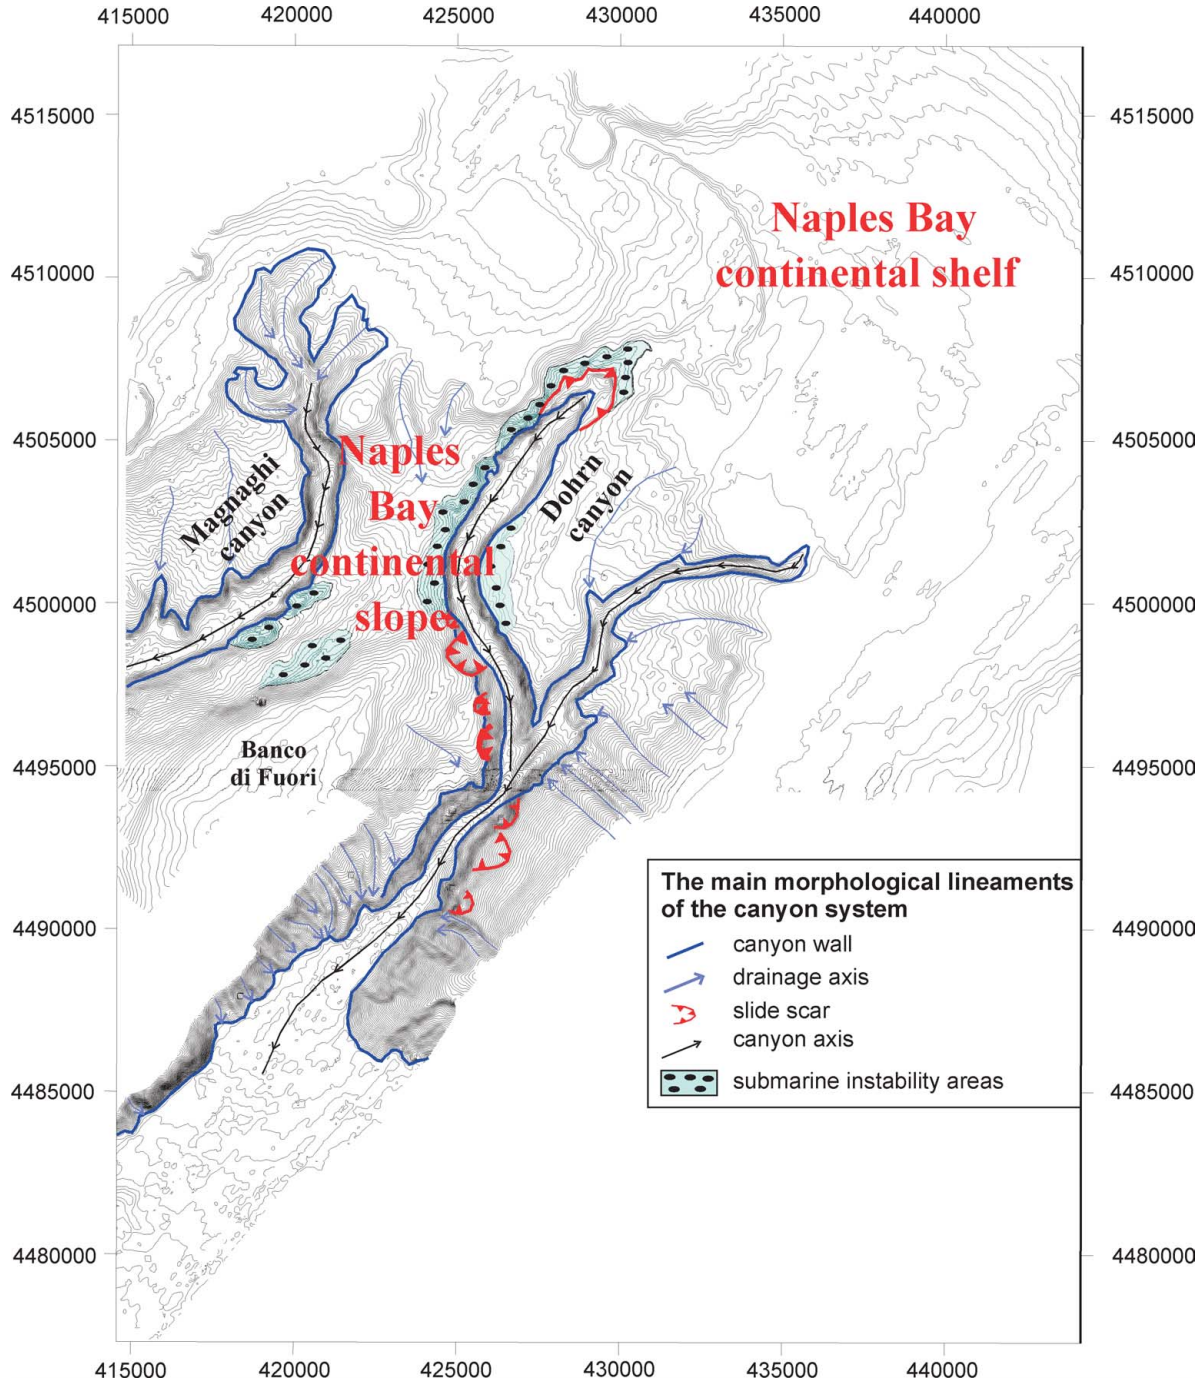 415000 420000 425000 430000 435000 440000
4515000 4515000
Naples Bay
continental shelf
4510000 4510000
4505000 4505000
Naples
Bay
continental
slope
Magnaghi
canyon
Dohrn
canyon
4500000 4500000
Banco
di Fuori
4495000 4495000
The main morphological lineaments
of the canyon system
canyon wall
drainage axis
slide scar
canyon axis
submarine instability areas
4490000 4490000
4485000 4485000
4480000 4480000
415000 420000 425000 430000 435000 440000